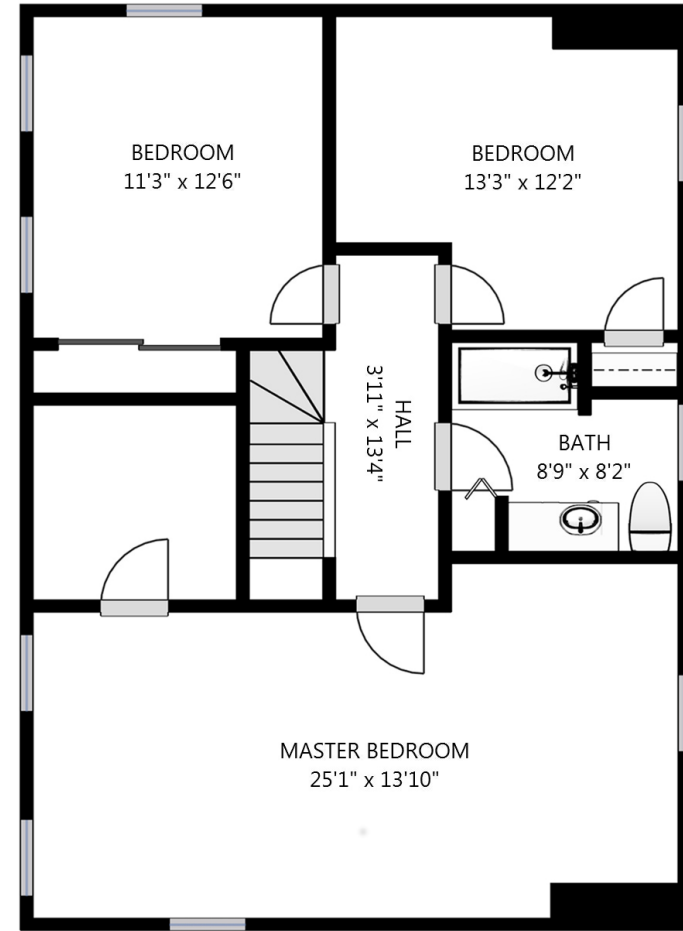 BEDROOM
11'3" x 12'6"
BEDROOM
13'3" x 12'2"
HALL
3'11" x 13'4"
BATH
8'9" x 8'2"
MASTER BEDROOM
25'1" x 13'10"